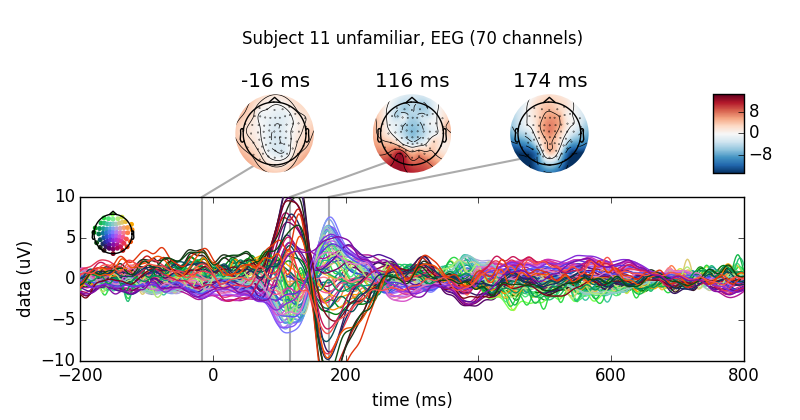 Subject 11 unfamiliar, EEG (70 channels)
-16 ms 116 ms 174 ms
8
0
−8
10
5
0
−5
−10
data (uV)
−200 0 200 400 600 800
time (ms)